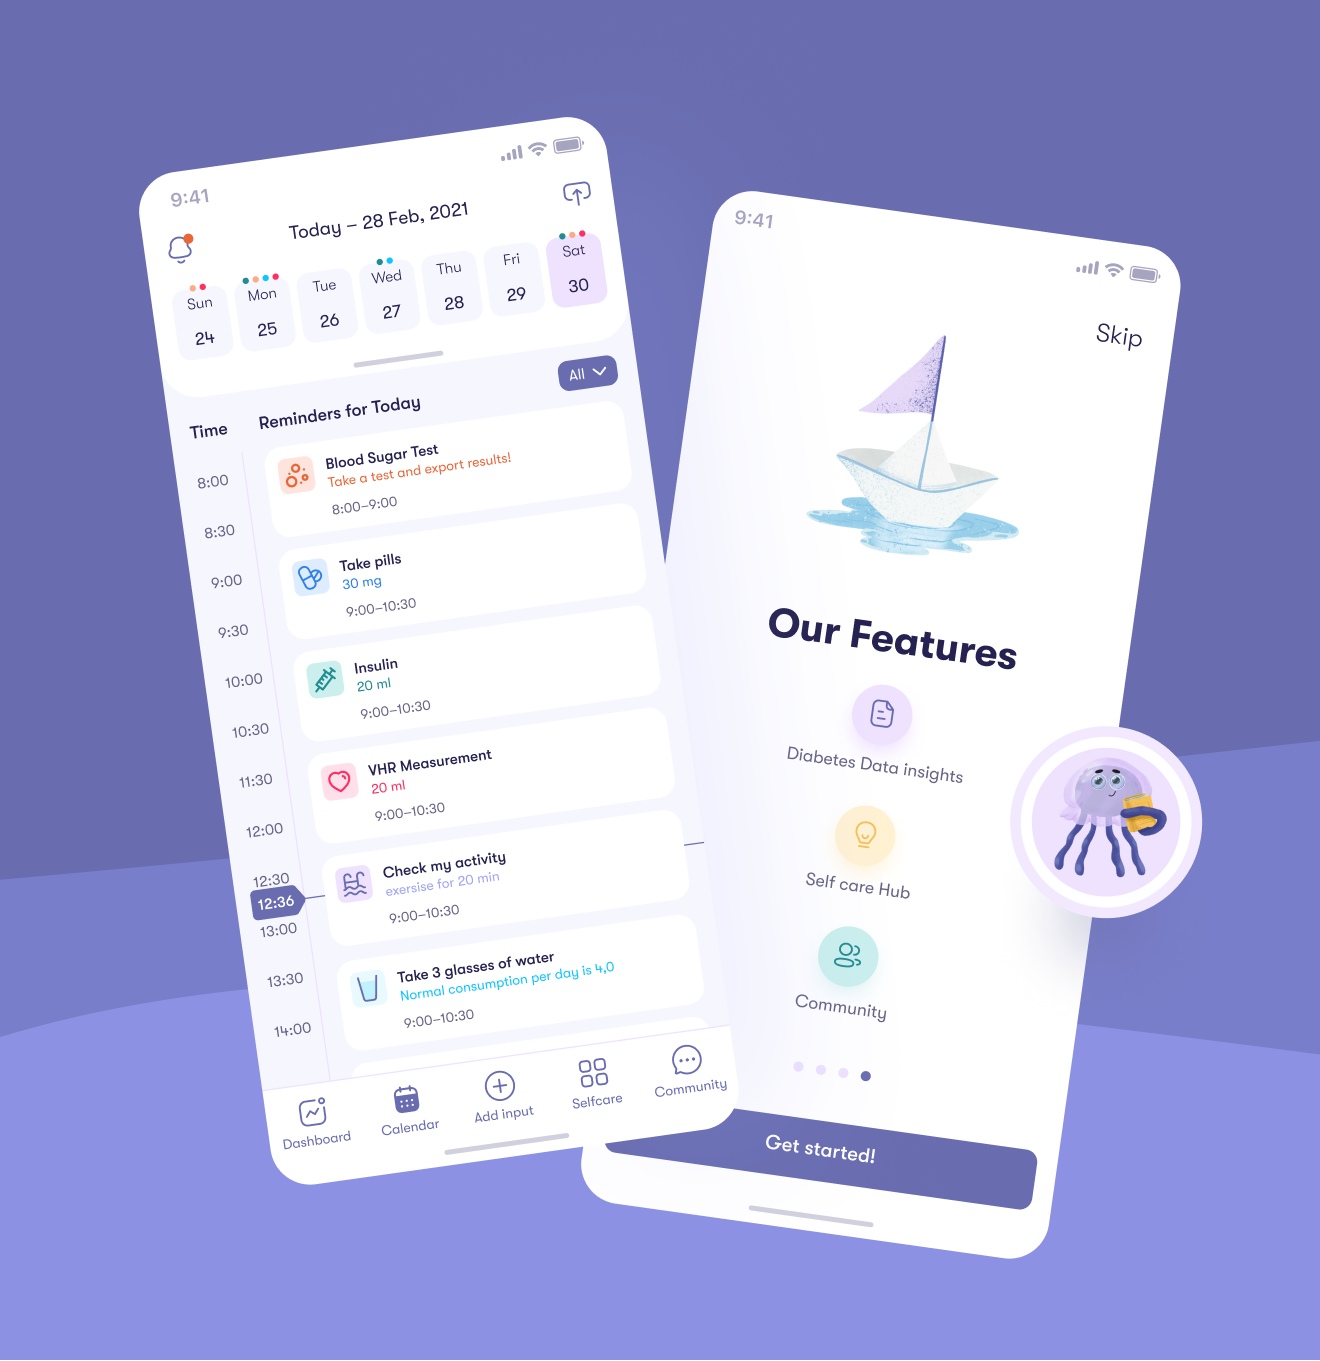 9:41
Today – 28 Feb, 2021
Sun
Mon
Tue
Wed
Thu
Fri
Sat
24
25
26
27
28
29
30
All
Time
Reminders for Today
8:00
8:30
9:00
9:30
10:00
10:30
11:30
12:00
12:30
12:36
13:00
13:30
14:00
Blood Sugar Test
Take a test and export results!
8:00–9:00
Take pills
30 mg
9:00–10:30
Insulin
20 ml
9:00–10:30
VHR Measurement
20 ml
9:00–10:30
Check my activity
exersise for 20 min
9:00–10:30
Take 3 glasses of water
Normal consumption per day is 4,0
9:00–10:30
Dashboard
Calendar
Add input
Selfcare
Community
9:41
Skip
Our Features
Diabetes Data insights
Self care Hub
Community
Get started!